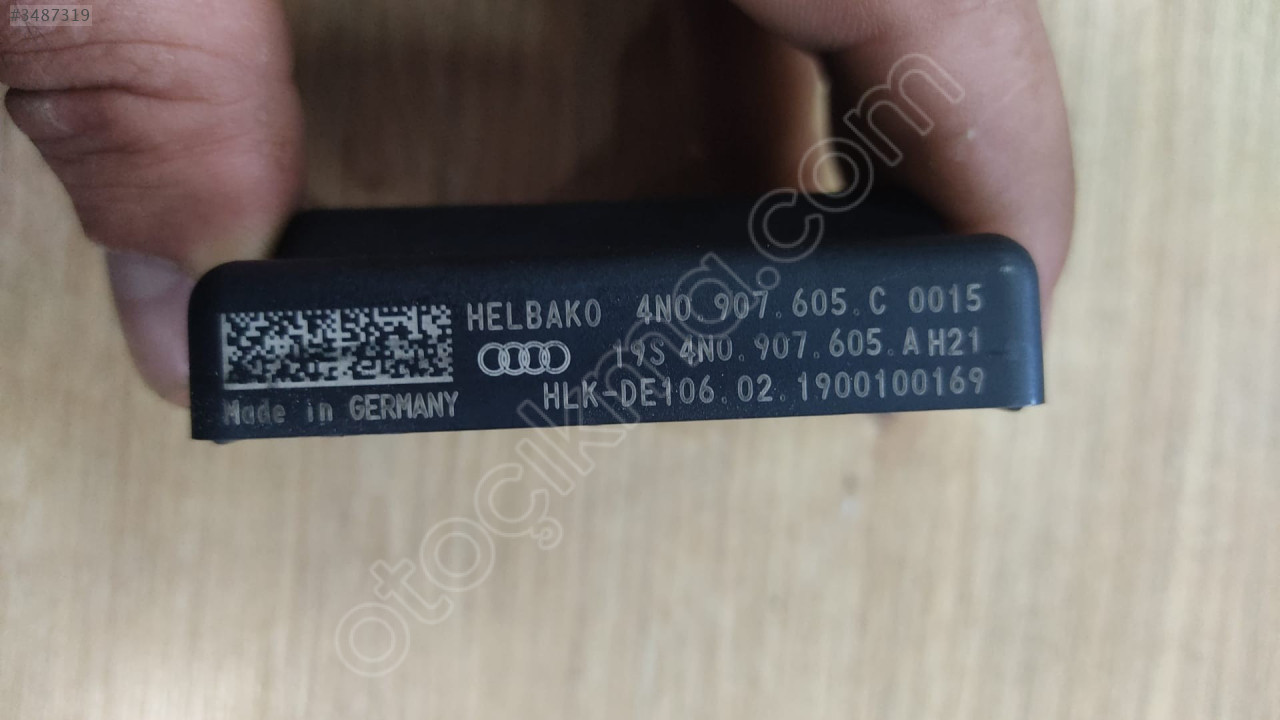 #3487319
HELBAKO 4N0.907.605.C 0015
19S 4N0.907.605.A H21
HLK-DE106.02.1900100169
Made in GERMANY
otoçıkma.com